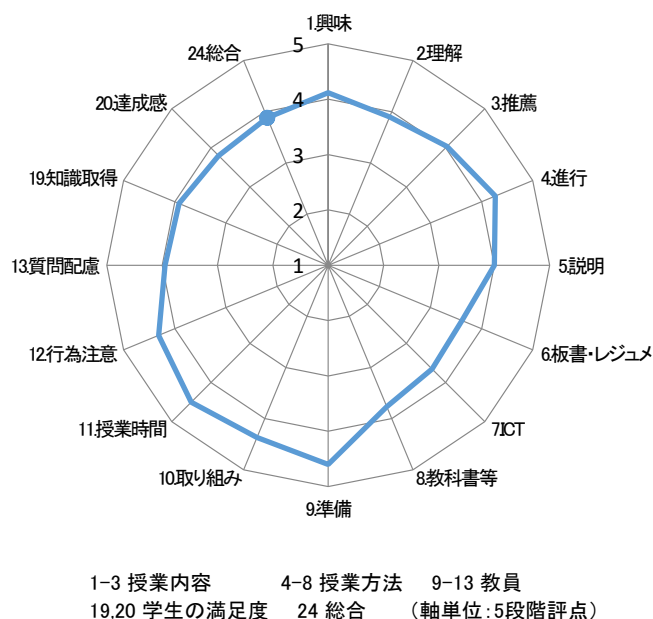 1.興味
2.理解
3.推薦
4.進行
5.説明
6.板書・レジュメ
7.ICT
8.教科書等
9.準備
10.取り組み
11.授業時間
12.行為注意
13.質問配慮
19.知識取得
20.達成感
24.総合
5
4
3
2
1
1-3 授業内容 4-8 授業方法 9-13 教員
19,20 学生の満足度 24 総合 (軸単位:5段階評点)